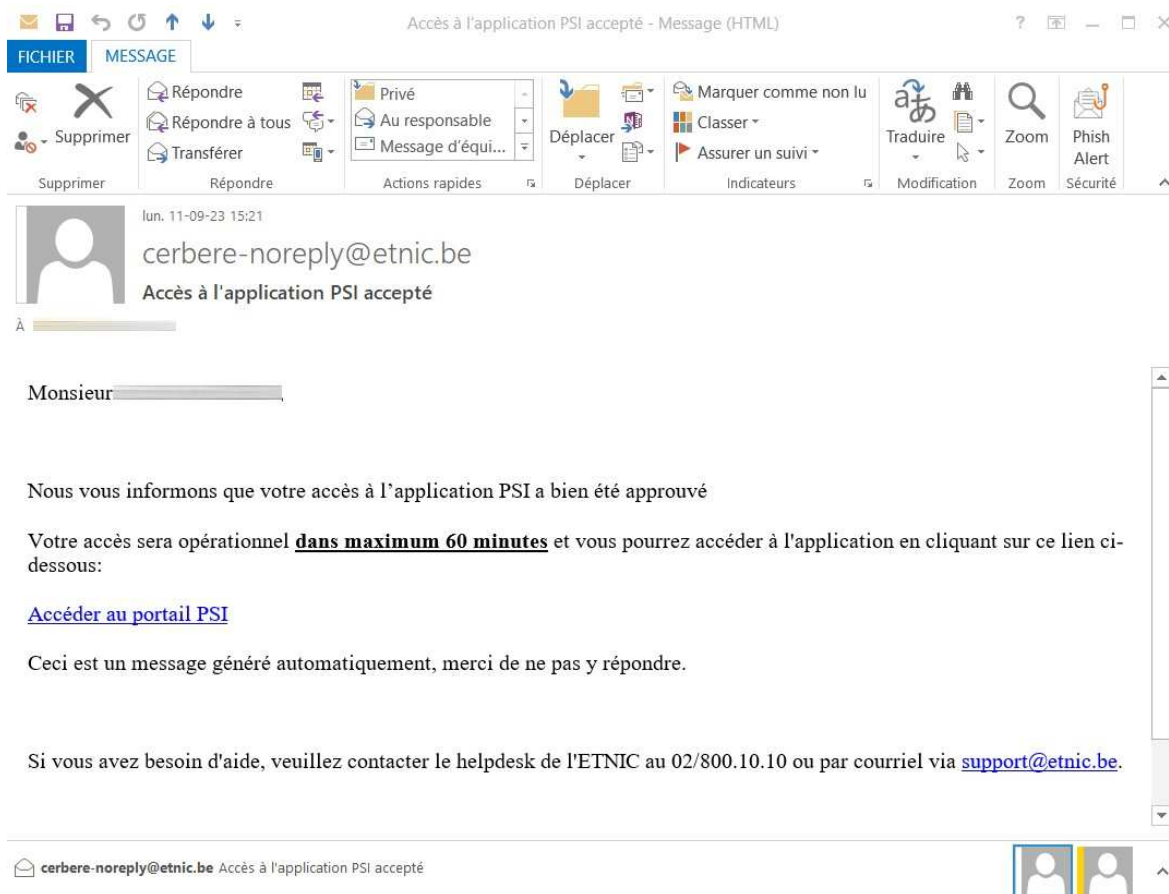 Accès à l'application PSI accepté - Message (HTML)
FICHIER MESSAGE
Supprimer
Répondre
Répondre à tous
Transférer
Privé
Au responsable
Message d'équi...
Déplacer
Marquer comme non lu
Classer
Assurer un suivi
Traduire
Zoom
Phish
Alert
Supprimer Répondre Actions rapides Déplacer Indicateurs Modification Zoom Sécurité
lun. 11-09-23 15:21
cerbere-noreply@etnic.be
Accès à l'application PSI accepté
À
Monsieur
Nous vous informons que votre accès à l'application PSI a bien été approuvé
Votre accès sera opérationnel dans maximum 60 minutes et vous pourrez accéder à l'application en cliquant sur ce lien ci-
dessous:
Accéder au portail PSI
Ceci est un message généré automatiquement, merci de ne pas y répondre.
Si vous avez besoin d'aide, veuillez contacter le helpdesk de l'ETNIC au 02/800.10.10 ou par courriel via support@etnic.be.
cerbere-noreply@etnic.be Accès à l'application PSI accepté